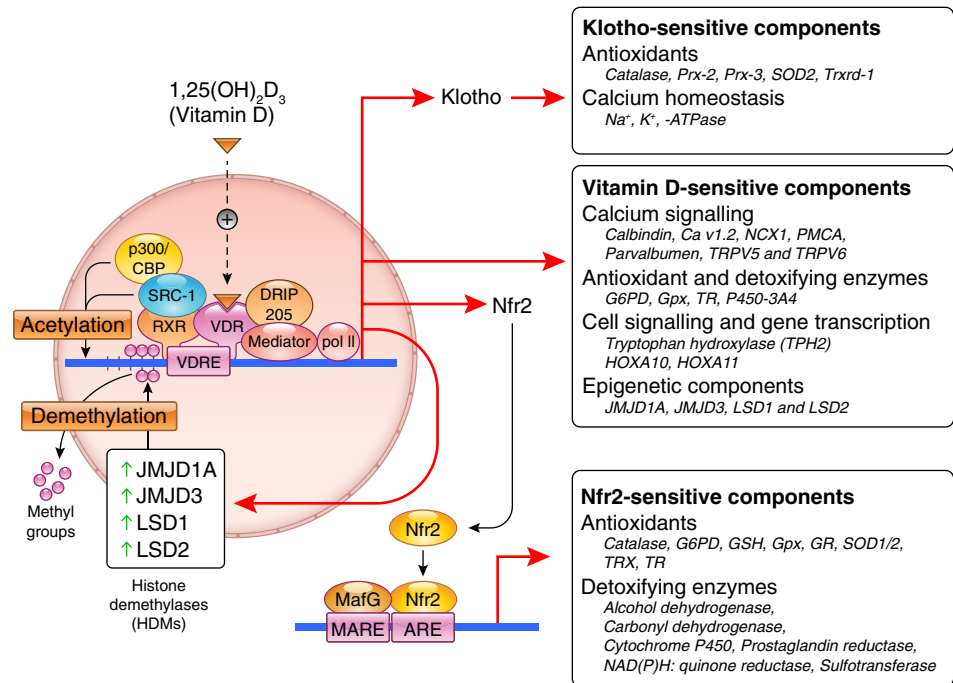 1,25(OH)₂D₃
(Vitamin D)
+
p300/
CBP
SRC-1
RXR
VDR
DRIP
205
Mediator
pol II
VDRE
Acetylation
Demethylation
Methyl
groups
↑JMJD1A
↑JMJD3
↑LSD1
↑LSD2
Histone
demethylases
(HDMs)
Klotho
Nfr2
Nfr2
MafG
Nfr2
MARE
ARE
Klotho-sensitive components
Antioxidants
Catalase, Prx-2, Prx-3, SOD2, Trxrd-1
Calcium homeostasis
Na⁺, K⁺, -ATPase
Vitamin D-sensitive components
Calcium signalling
Calbindin, Ca v1.2, NCX1, PMCA,
Parvalbumen, TRPV5 and TRPV6
Antioxidant and detoxifying enzymes
G6PD, Gpx, TR, P450-3A4
Cell signalling and gene transcription
Tryptophan hydroxylase (TPH2)
HOXA10, HOXA11
Epigenetic components
JMJD1A, JMJD3, LSD1 and LSD2
Nfr2-sensitive components
Antioxidants
Catalase, G6PD, GSH, Gpx, GR, SOD1/2,
TRX, TR
Detoxifying enzymes
Alcohol dehydrogenase,
Carbonyl dehydrogenase,
Cytochrome P450, Prostaglandin reductase,
NAD(P)H: quinone reductase, Sulfotransferase